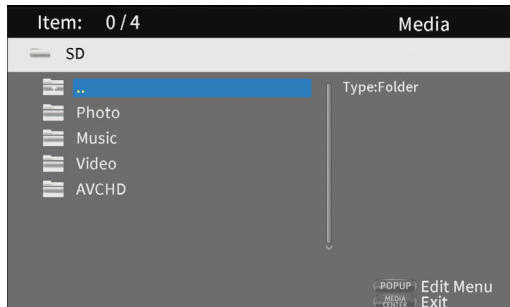 Item: 0/4 Media
SD
..
Photo
Music
Video
AVCHD
Type:Folder
POPUP Edit Menu
MEDIA CENTER Exit